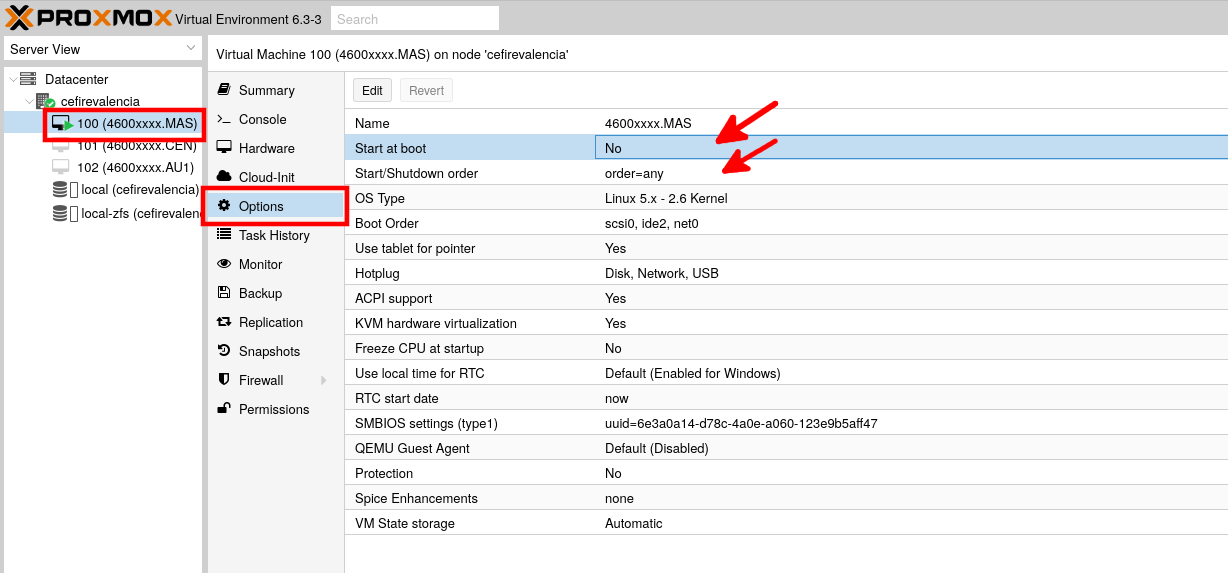 PROXMOX Virtual Environment 6.3-3 Search
Server View
Datacenter
cefirevalencia
100 (4600xxxx.MAS)
101 (4600xxxx.CEN)
102 (4600xxxx.AU1)
local (cefirevalencia)
local-zfs (cefirevalen
Virtual Machine 100 (4600xxxx.MAS) on node 'cefirevalencia'
Summary
Console
Hardware
Cloud-Init
Options
Task History
Monitor
Backup
Replication
Snapshots
Firewall
Permissions
Edit Revert
Name 4600xxxx.MAS
Start at boot No
Start/Shutdown order order=any
OS Type Linux 5.x - 2.6 Kernel
Boot Order scsi0, ide2, net0
Use tablet for pointer Yes
Hotplug Disk, Network, USB
ACPI support Yes
KVM hardware virtualization Yes
Freeze CPU at startup No
Use local time for RTC Default (Enabled for Windows)
RTC start date now
SMBIOS settings (type1) uuid=6e3a0a14-d78c-4a0e-a060-123e9b5aff47
QEMU Guest Agent Default (Disabled)
Protection No
Spice Enhancements none
VM State storage Automatic